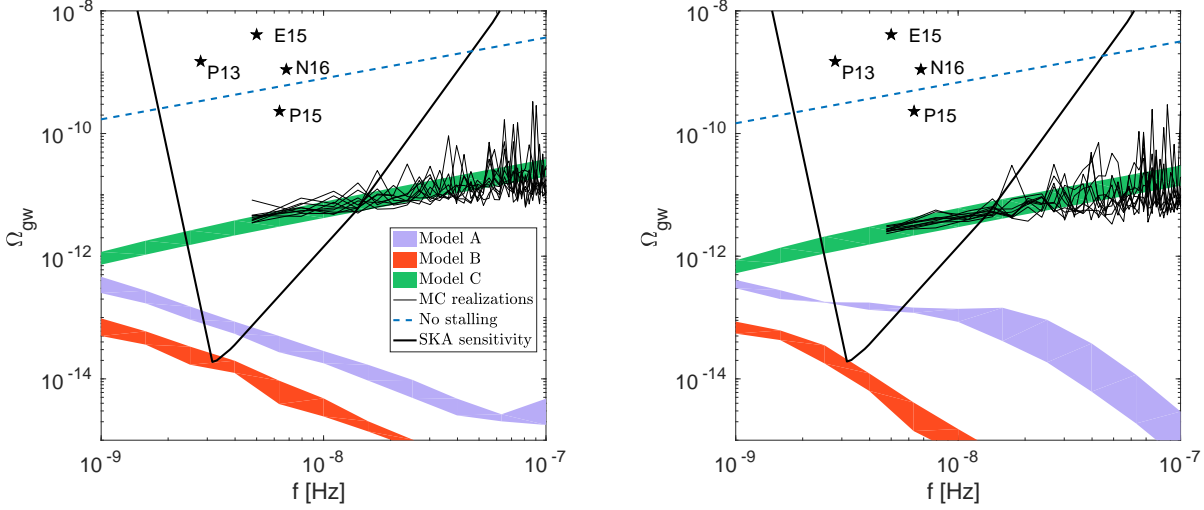 10⁻⁸
10⁻¹⁰
10⁻¹²
10⁻¹⁴
Ω_gw
E15
P13
N16
P15
Model A
Model B
Model C
MC realizations
No stalling
SKA sensitivity
10⁻⁹
10⁻⁸
10⁻⁷
f [Hz]
10⁻⁸
10⁻¹⁰
10⁻¹²
10⁻¹⁴
Ω_gw
E15
P13
N16
P15
10⁻⁹
10⁻⁸
10⁻⁷
f [Hz]